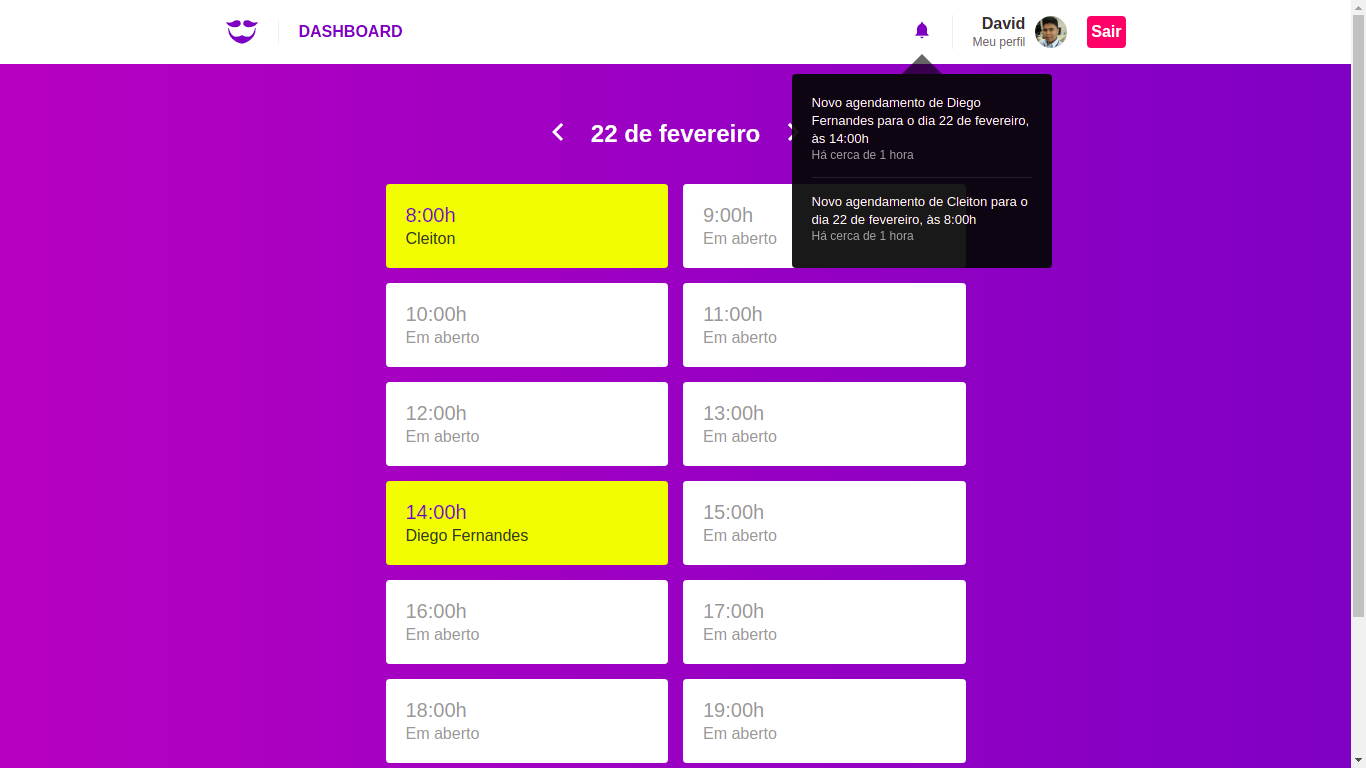 DASHBOARD
David
Meu perfil
Sair
Novo agendamento de Diego
Fernandes para o dia 22 de fevereiro,
às 14:00h
Há cerca de 1 hora
Novo agendamento de Cleiton para o
dia 22 de fevereiro, às 8:00h
Há cerca de 1 hora
22 de fevereiro
8:00h
Cleiton
9:00h
Em aberto
10:00h
Em aberto
11:00h
Em aberto
12:00h
Em aberto
13:00h
Em aberto
14:00h
Diego Fernandes
15:00h
Em aberto
16:00h
Em aberto
17:00h
Em aberto
18:00h
Em aberto
19:00h
Em aberto